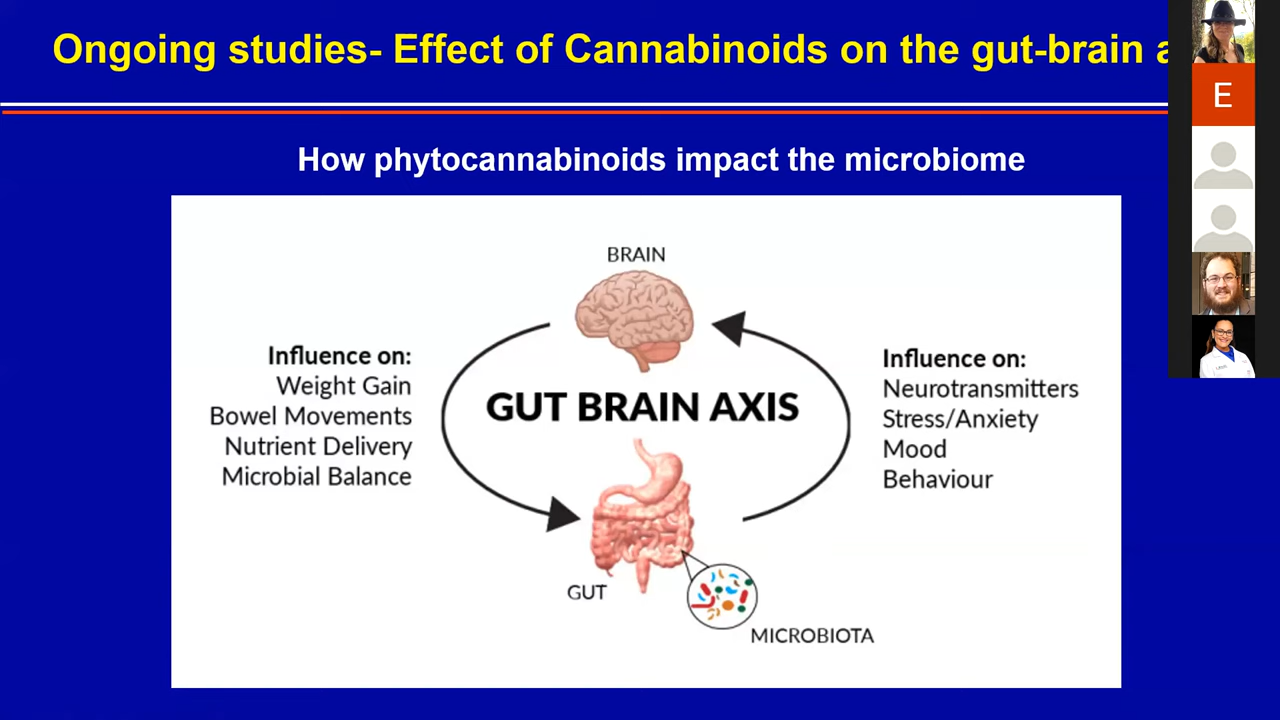 Ongoing studies- Effect of Cannabinoids on the gut-brain a
E
How phytocannabinoids impact the microbiome
BRAIN
Influence on:
Weight Gain
Bowel Movements
Nutrient Delivery
Microbial Balance
GUT BRAIN AXIS
Influence on:
Neurotransmitters
Stress/Anxiety
Mood
Behaviour
GUT
MICROBIOTA